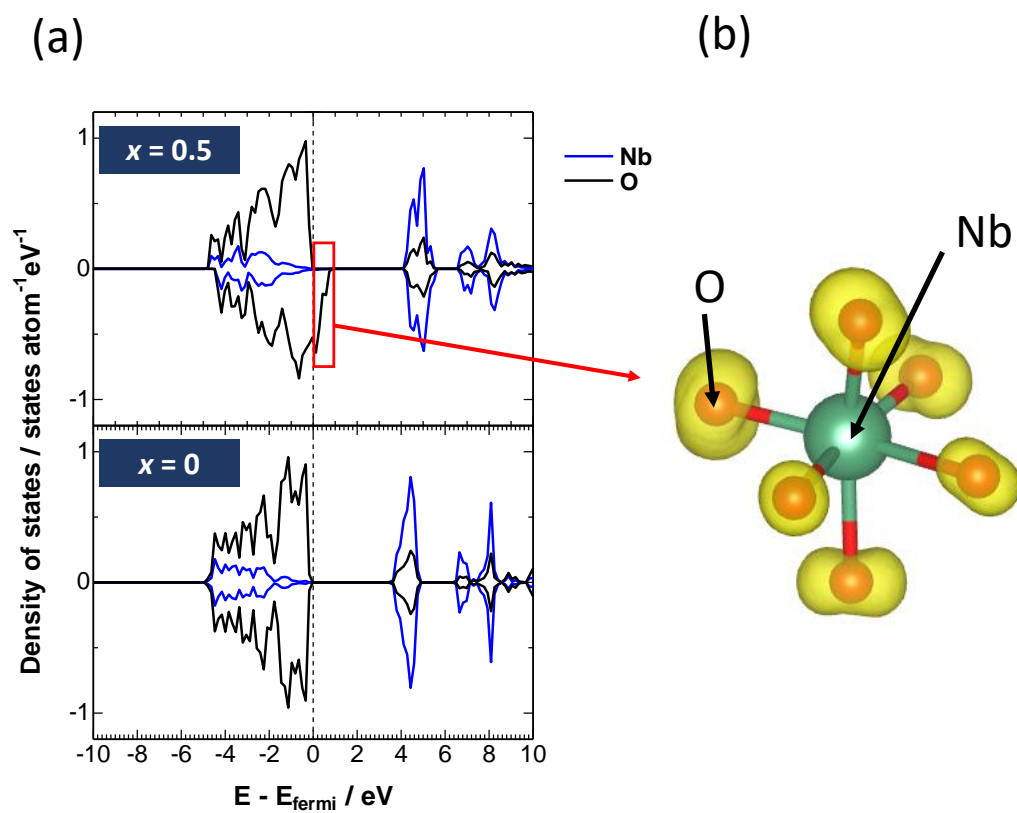 (a)
(b)
x = 0.5
Nb
O
1
0
-1
x = 0
1
0
-1
Density of states / states atom⁻¹eV⁻¹
-10 -8 -6 -4 -2 0 2 4 6 8 10
E - E_fermi / eV
Nb
O